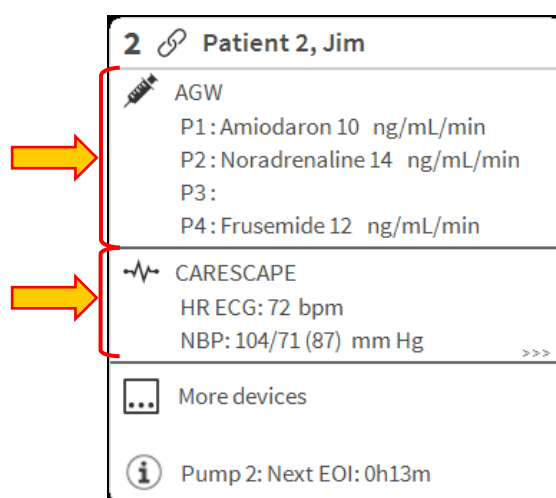 2 Patient 2, Jim
AGW
P1: Amiodaron 10 ng/mL/min
P2: Noradrenaline 14 ng/mL/min
P3:
P4: Frusemide 12 ng/mL/min
CARESCAPE
HR ECG: 72 bpm
NBP: 104/71 (87) mm Hg
>>>
More devices
Pump 2: Next EOI: 0h13m